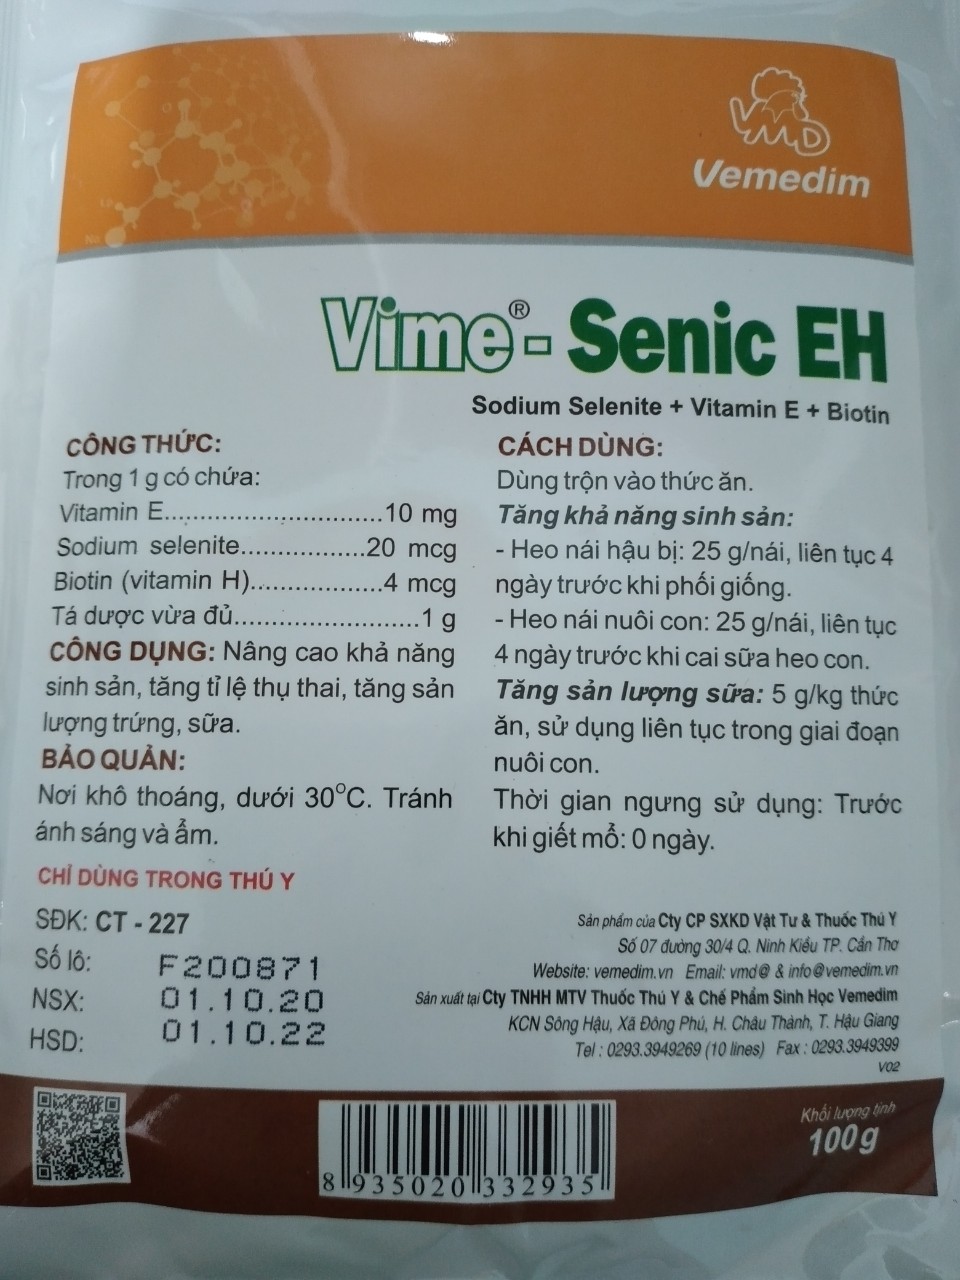 VMD
Vemedim
Vime®- Senic EH
Sodium Selenite + Vitamin E + Biotin
CÔNG THỨC:
Trong 1 g có chứa:
Vitamin E.............................10 mg
Sodium selenite.................20 mcg
Biotin (vitamin H)..................4 mcg
Tá dược vừa đủ.........................1 g
CÔNG DỤNG: Nâng cao khả năng
sinh sản, tăng tỉ lệ thụ thai, tăng sản
lượng trứng, sữa.
BẢO QUẢN:
Nơi khô thoáng, dưới 30°C. Tránh
ánh sáng và ẩm.
CHỈ DÙNG TRONG THÚ Y
SĐK: CT - 227
Số lô: F200871
NSX: 01.10.20
HSD: 01.10.22
CÁCH DÙNG:
Dùng trộn vào thức ăn.
Tăng khả năng sinh sản:
- Heo nái hậu bị: 25 g/nái, liên tục 4
ngày trước khi phối giống.
- Heo nái nuôi con: 25 g/nái, liên tục
4 ngày trước khi cai sữa heo con.
Tăng sản lượng sữa: 5 g/kg thức
ăn, sử dụng liên tục trong giai đoạn
nuôi con.
Thời gian ngưng sử dụng: Trước
khi giết mổ: 0 ngày.
Sản phẩm của Cty CP SXKD Vật Tư & Thuốc Thú Y
Số 07 đường 30/4 Q. Ninh Kiều TP. Cần Thơ
Website: vemedim.vn Email: vmd@ & info@vemedim.vn
Sản xuất tại Cty TNHH MTV Thuốc Thú Y & Chế Phẩm Sinh Học Vemedim
KCN Sông Hậu, Xã Đông Phú, H. Châu Thành, T. Hậu Giang
Tel : 0293.3949269 (10 lines) Fax : 0293.3949399
V02
8 935020 332935
Khối lượng tịnh
100g